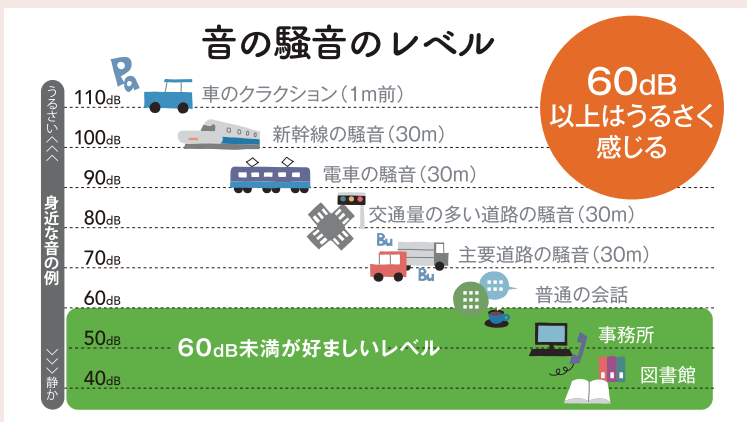 音の騒音のレベル
60dB
以上はうるさく
感じる
うるさい＜＜＜
身近な音の例
＜＜＜静か
Pa
110dB
車のクラクション（1m前）
100dB
新幹線の騒音（30m）
90dB
電車の騒音（30m）
80dB
交通量の多い道路の騒音（30m）
Bu
70dB
主要道路の騒音（30m）
Bu
60dB
普通の会話
50dB
60dB未満が好ましいレベル
事務所
40dB
図書館